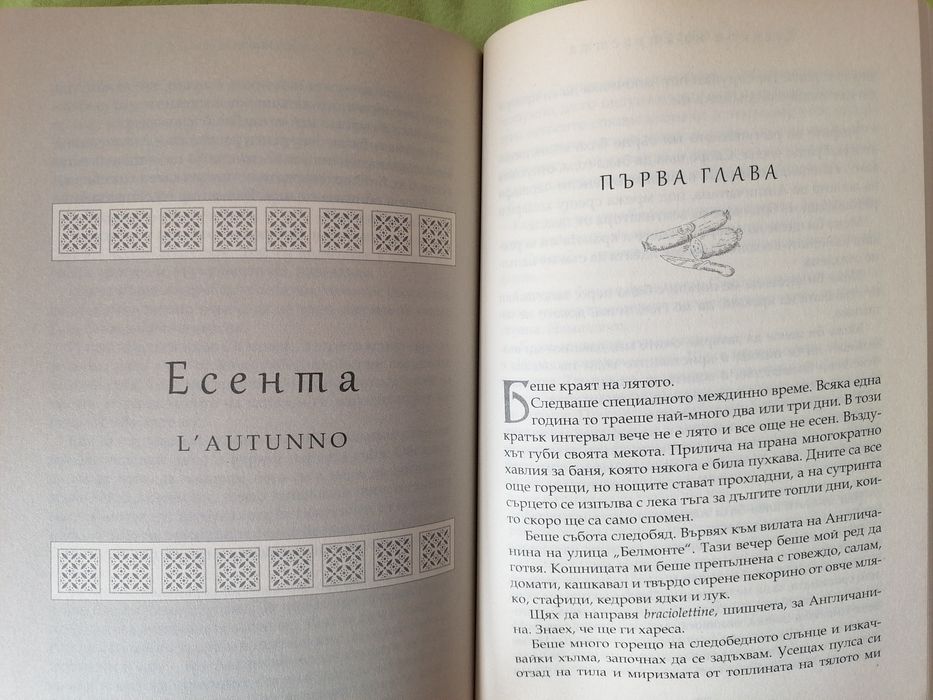 Есента
L'AUTUNNO
ПЪРВА ГЛАВА
Беше краят на лятото.
Следваше специалното междинно време. Всяка една
година то траеше най-много два или три дни. В този
кратък интервал вече не е лято и все още не есен. Възду-
хът губи своята мекота. Прилича на прана многократно
хавлия за баня, която някога е била пухкава. Дните са все
още горещи, но нощите стават прохладни, а на сутринта
сърцето се изпълва с лека тъга за дългите топли дни, кои-
то скоро ще са само спомен.
Беше събота следобяд. Вървях към вилата на Англича-
нина на улица „Белмонте“. Тази вечер беше мой ред да
готвя. Кошницата ми беше препълнена с говеждо, салам,
домати, кашкавал и твърдо сирене пекорино от овче мля-
ко, стафиди, кедрови ядки и лук.
Щях да направя braciolettine, шишчета, за Англичани-
на. Знаех, че ще ги хареса.
Беше много горещо на следобедното слънце и изкач-
вайки хълма, започнах да се задъхвам. Усещах пулса си
отзад на тила и миризмата от топлината на тялото ми